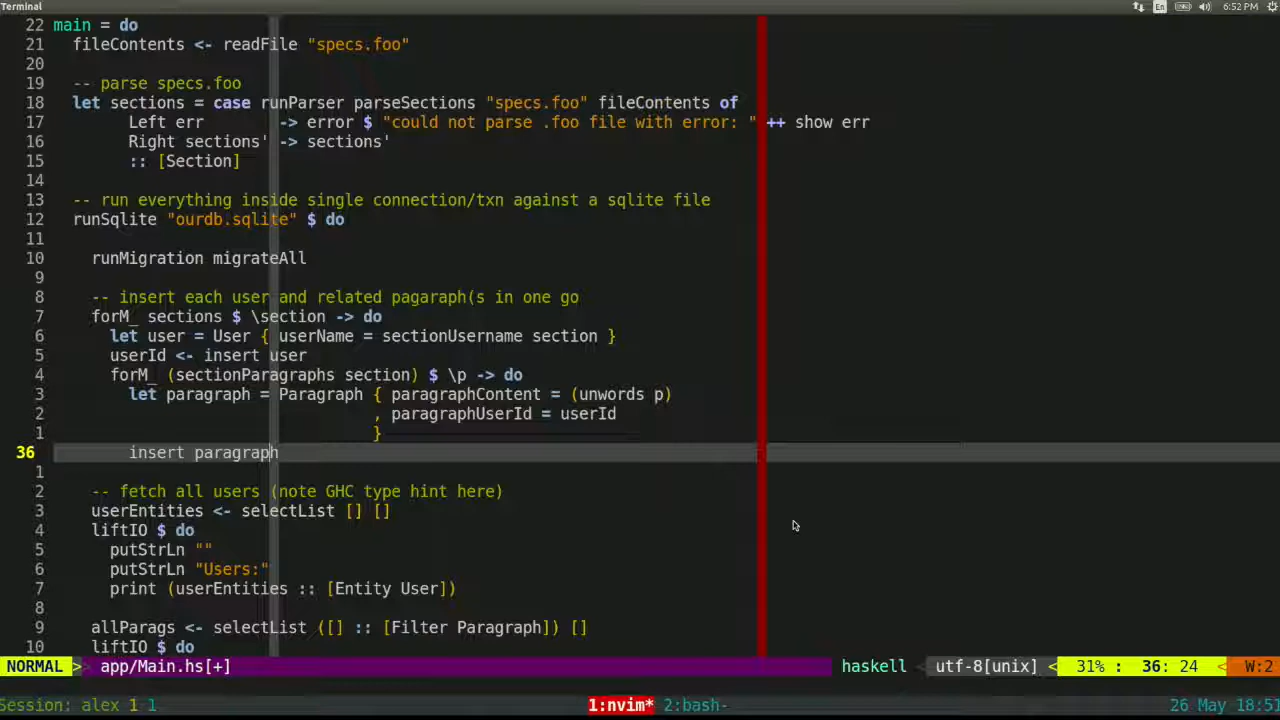 Terminal
En
6:52 PM
22 main = do
21 fileContents <- readFile "specs.foo"
20
19 -- parse specs.foo
18 let sections = case runParser parseSections "specs.foo" fileContents of
17 Left err -> error $ "could not parse .foo file with error: " ++ show err
16 Right sections' -> sections'
15 :: [Section]
14
13 -- run everything inside single connection/txn against a sqlite file
12 runSqlite "ourdb.sqlite" $ do
11
10 runMigration migrateAll
9
8 -- insert each user and related pagaraph(s in one go
7 forM_ sections $ \section -> do
6 let user = User { userName = sectionUsername section }
5 userId <- insert user
4 forM_ (sectionParagraphs section) $ \p -> do
3 let paragraph = Paragraph { paragraphContent = (unwords p)
2 , paragraphUserId = userId
1 }
36 insert paragraph
1
2 -- fetch all users (note GHC type hint here)
3 userEntities <- selectList [] []
4 liftIO $ do
5 putStrLn ""
6 putStrLn "Users:"
7 print (userEntities :: [Entity User])
8
9 allParags <- selectList ([] :: [Filter Paragraph]) []
10 liftIO $ do
NORMAL > app/Main.hs[+] haskell < utf-8[unix] < 31% : 36: 24 < W:2
Session: alex 1 1 1:nvim* 2:bash- 26 May 18:51